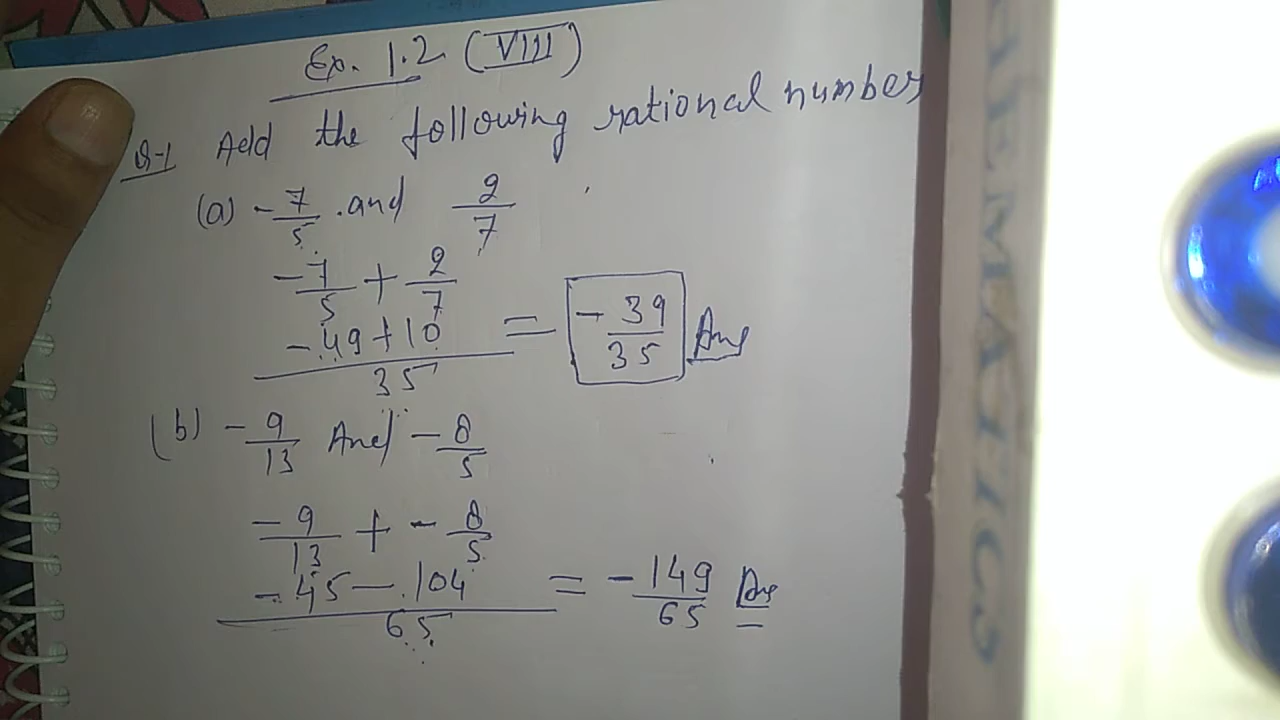 Ex. 1.2 (VIII)
Q-1 Add the following rational number
(a) -7/5 and 2/7
-7/5 + 2/7
-49+10/35 = -39/35 Ans
(b) -9/13 And -8/5
-9/13 + -8/5
-45-104/65 = -149/65 Ans